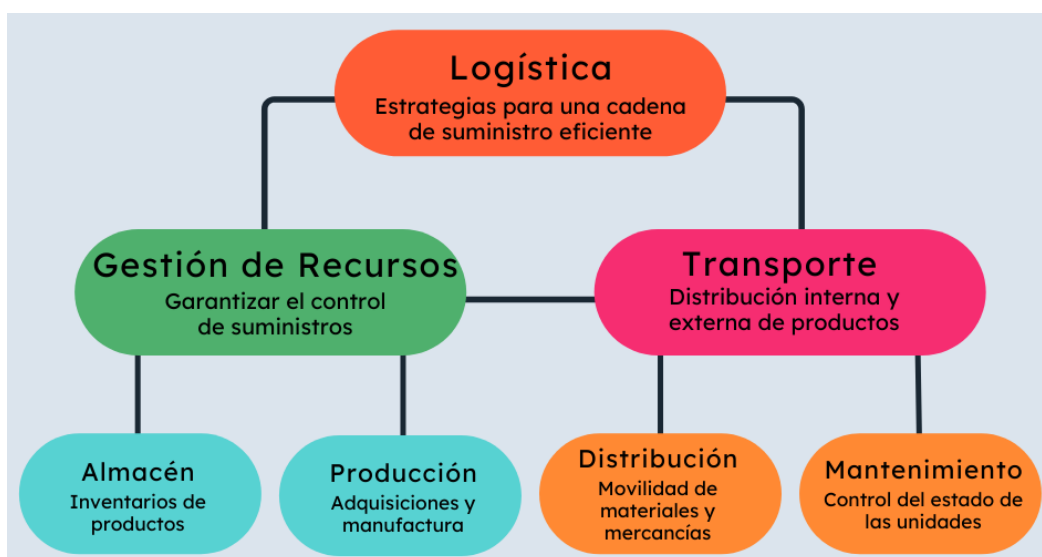 Logística
Estrategias para una cadena
de suministro eficiente
Gestión de Recursos
Garantizar el control
de suministros
Transporte
Distribución interna y
externa de productos
Almacén
Inventarios de
productos
Producción
Adquisiciones y
manufactura
Distribución
Movilidad de
materiales y
mercancías
Mantenimiento
Control del estado de
las unidades